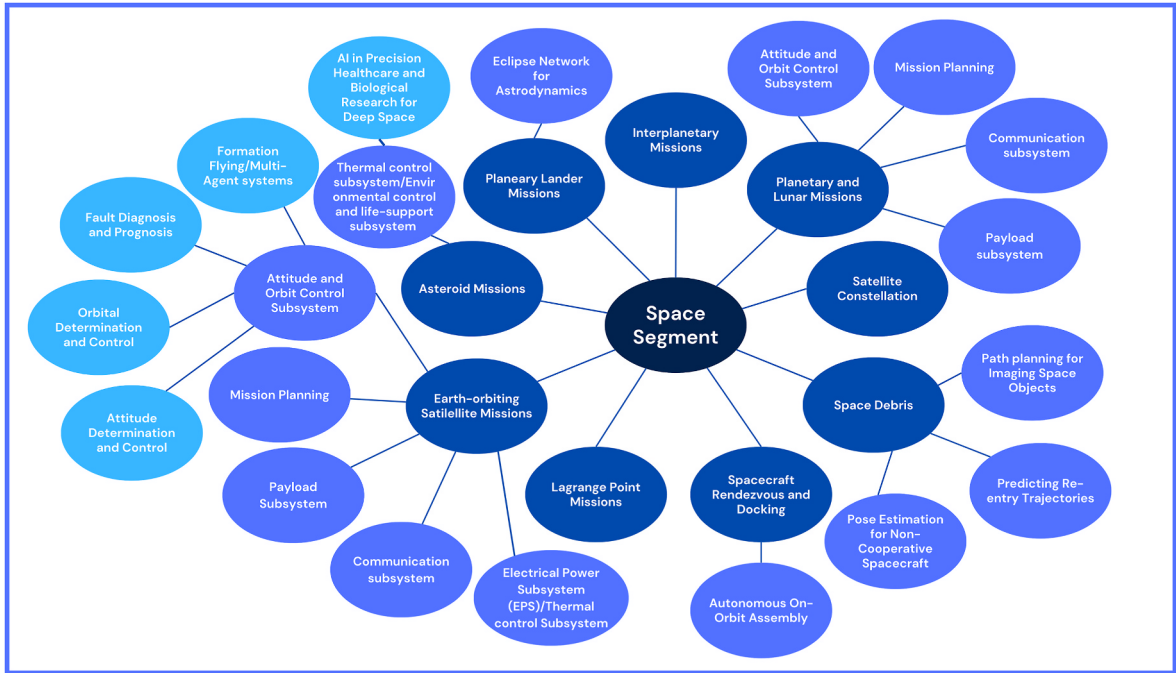 AI in Precision
Healthcare and
Biological
Research for
Deep Space
Eclipse Network
for
Astrodynamics
Attitude and
Orbit Control
Subsystem
Mission Planning
Interplanetary
Missions
Communication
subsystem
Formation
Flying/Multi-
Agent systems
Thermal control
subsystem/Envir
onmental control
and life-support
subsystem
Planeary Lander
Missions
Planetary and
Lunar Missions
Fault Diagnosis
and Prognosis
Payload
subsystem
Attitude and
Orbit Control
Subsystem
Asteroid Missions
Satellite
Constellation
Space
Segment
Orbital
Determination
and Control
Path planning for
Imaging Space
Objects
Mission Planning
Earth-orbiting
Satilellite Missions
Space Debris
Attitude
Determination
and Control
Payload
Subsystem
Lagrange Point
Missions
Spacecraft
Rendezvous and
Docking
Predicting Re-
entry Trajectories
Pose Estimation
for Non-
Cooperative
Spacecraft
Communication
subsystem
Electrical Power
Subsystem
(EPS)/Thermal
control Subsystem
Autonomous On-
Orbit Assembly